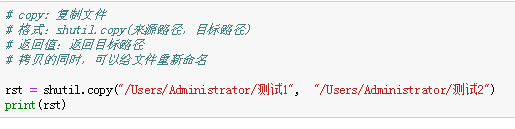 # copy: 复制文件
# 格式：shutil.copy(来源路径，目标路径)
# 返回值：返回目标路径
# 拷贝的同时，可以给文件重新命名
rst = shutil.copy("/Users/Administrator/测试1", "/Users/Administrator/测试2")
print(rst)